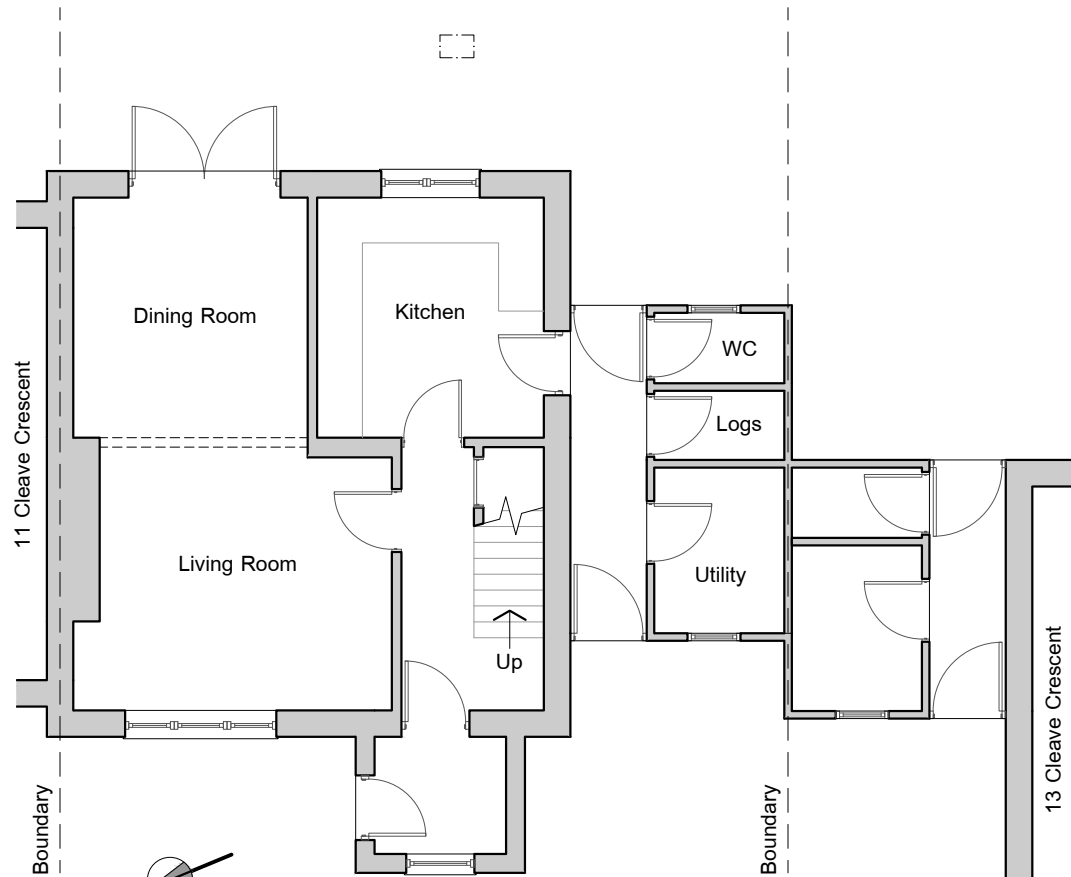 Dining Room
Kitchen
WC
Logs
11 Cleave Crescent
Living Room
Utility
Up
13 Cleave Crescent
Boundary
Boundary